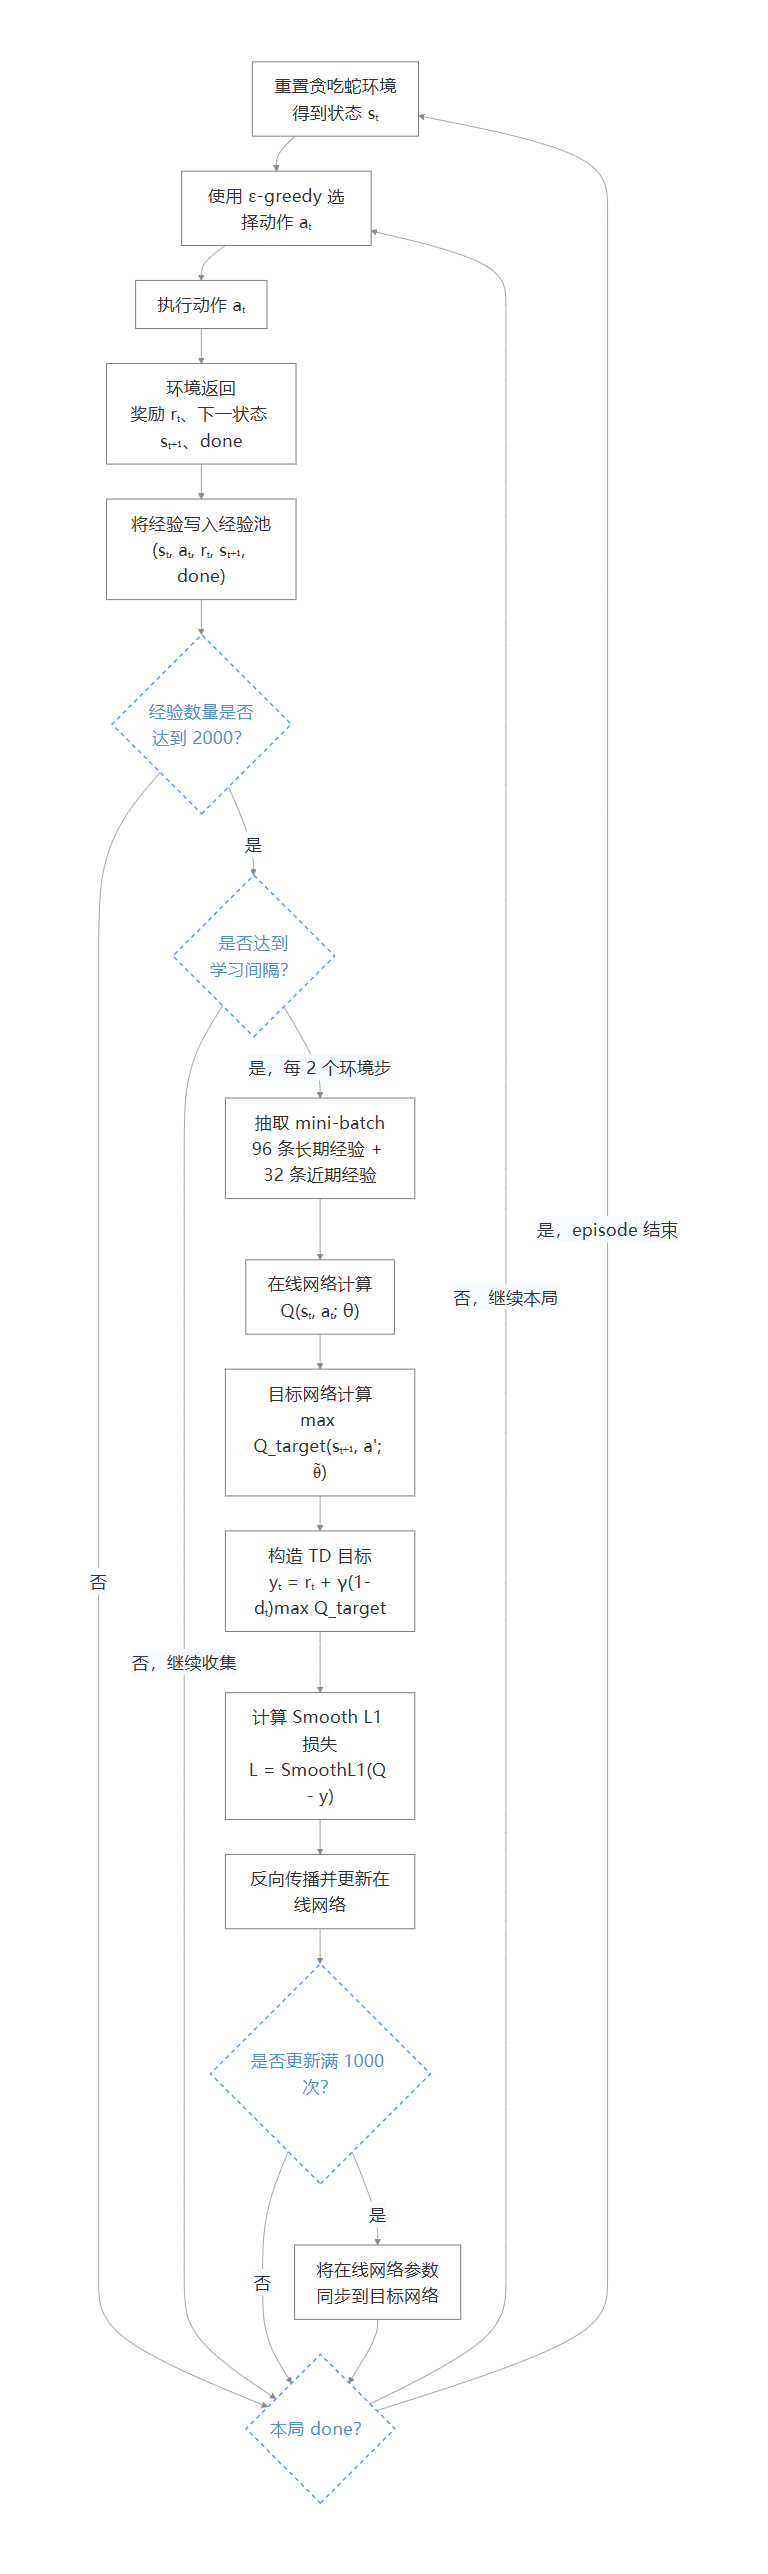 重置贪吃蛇环境
得到状态 sₜ
使用 ε-greedy 选
择动作 aₜ
执行动作 aₜ
环境返回
奖励 rₜ、下一状态
sₜ₊₁、done
将经验写入经验池
(sₜ, aₜ, rₜ, sₜ₊₁,
done)
经验数量是否
达到 2000?
是
是否达到
学习间隔?
是，每 2 个环境步
抽取 mini-batch
96 条长期经验 +
32 条近期经验
是，episode 结束
在线网络计算
Q(sₜ, aₜ; θ)
否，继续本局
目标网络计算
max
Q_target(sₜ₊₁, a';
θ̃)
构造 TD 目标
yₜ = rₜ + γ(1-
dₜ)max Q_target
否
否，继续收集
计算 Smooth L1
损失
L = SmoothL1(Q
- y)
反向传播并更新在
线网络
是否更新满 1000
次?
是
否
将在线网络参数
同步到目标网络
本局 done?